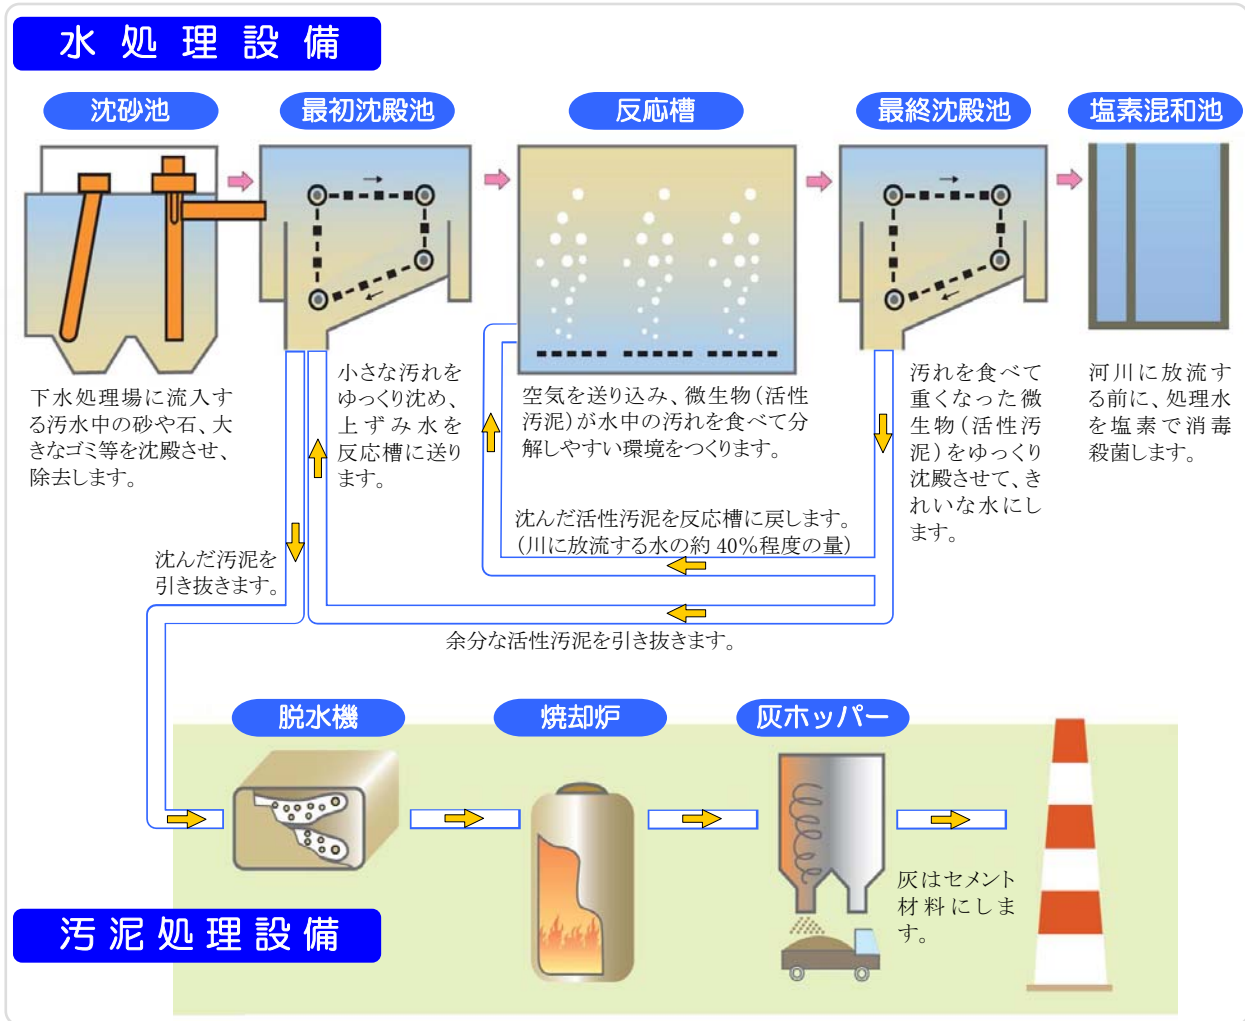 水処理設備
沈砂池
最初沈殿池
反応槽
最終沈殿池
塩素混和池
下水処理場に流入す
る汚水中の砂や石、大
きなゴミ等を沈殿させ、
除去します。
小さな汚れを
ゆっくり沈め、
上ずみ水を
反応槽に送り
ます。
空気を送り込み、微生物(活性
汚泥)が水中の汚れを食べて分
解しやすい環境をつくります。
汚れを食べて
重くなった微
生物(活性汚
泥)をゆっくり
沈殿させて、き
れいな水にし
ます。
河川に放流す
る前に、処理水
を塩素で消毒
殺菌します。
沈んだ活性汚泥を反応槽に戻します。
(川に放流する水の約 40%程度の量)
沈んだ汚泥を
引き抜きます。
余分な活性汚泥を引き抜きます。
脱水機
焼却炉
灰ホッパー
灰はセメント
材料にしま
す。
汚泥処理設備